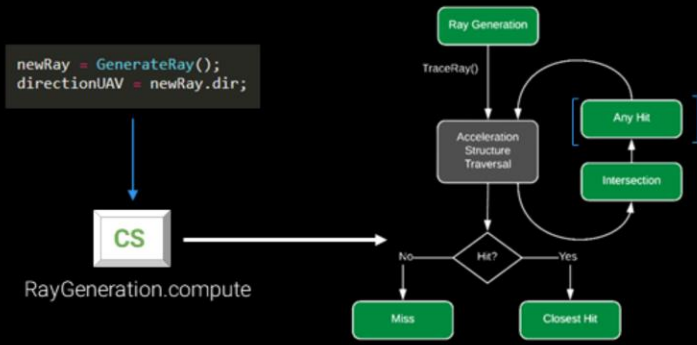 newRay = GenerateRay();
directionUAV = newRay.dir;
CS
RayGeneration.compute
Ray Generation
TraceRay()
Acceleration
Structure
Traversal
Any Hit
Intersection
Hit?
No
Yes
Miss
Closest Hit